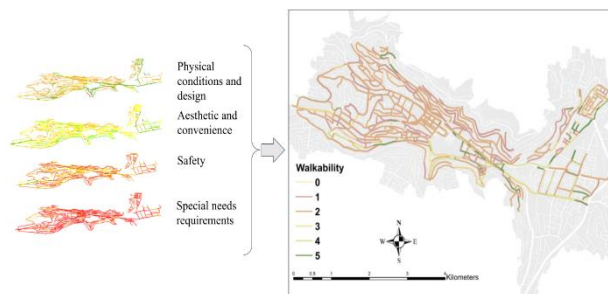 Physical
conditions and
design
Aesthetic and
convenience
Safety
Special needs
requirements
Walkability
0
1
2
3
4
5
N
W E
S
Kilometers